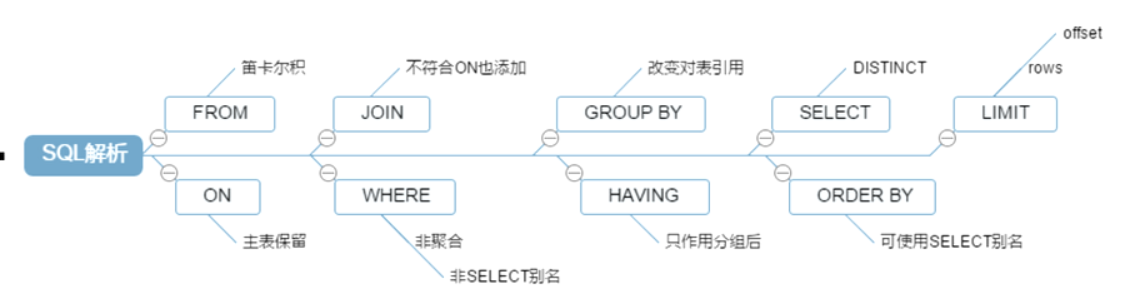 offset
笛卡尔积
不符合ON也添加
改变对表引用
DISTINCT
rows
FROM
JOIN
GROUP BY
SELECT
LIMIT
SQL解析
ON
WHERE
HAVING
ORDER BY
主表保留
非聚合
只作用分组后
可使用SELECT别名
非SELECT别名